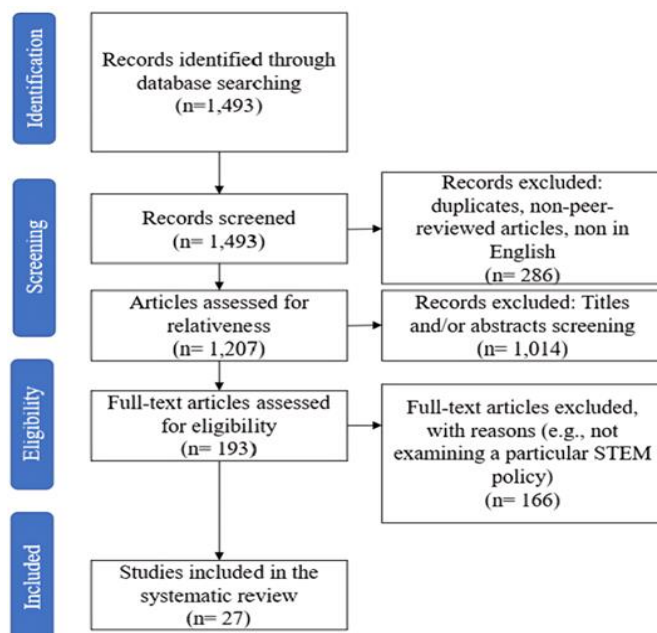 Identification
Records identified through
database searching
(n=1,493)
Screening
Records screened
(n= 1,493)
Records excluded:
duplicates, non-peer-
reviewed articles, non in
English
(n= 286)
Articles assessed for
relativeness
(n= 1,207)
Records excluded: Titles
and/or abstracts screening
(n= 1,014)
Eligibility
Full-text articles assessed
for eligibility
(n= 193)
Full-text articles excluded,
with reasons (e.g., not
examining a particular STEM
policy)
(n= 166)
Included
Studies included in the
systematic review
(n= 27)